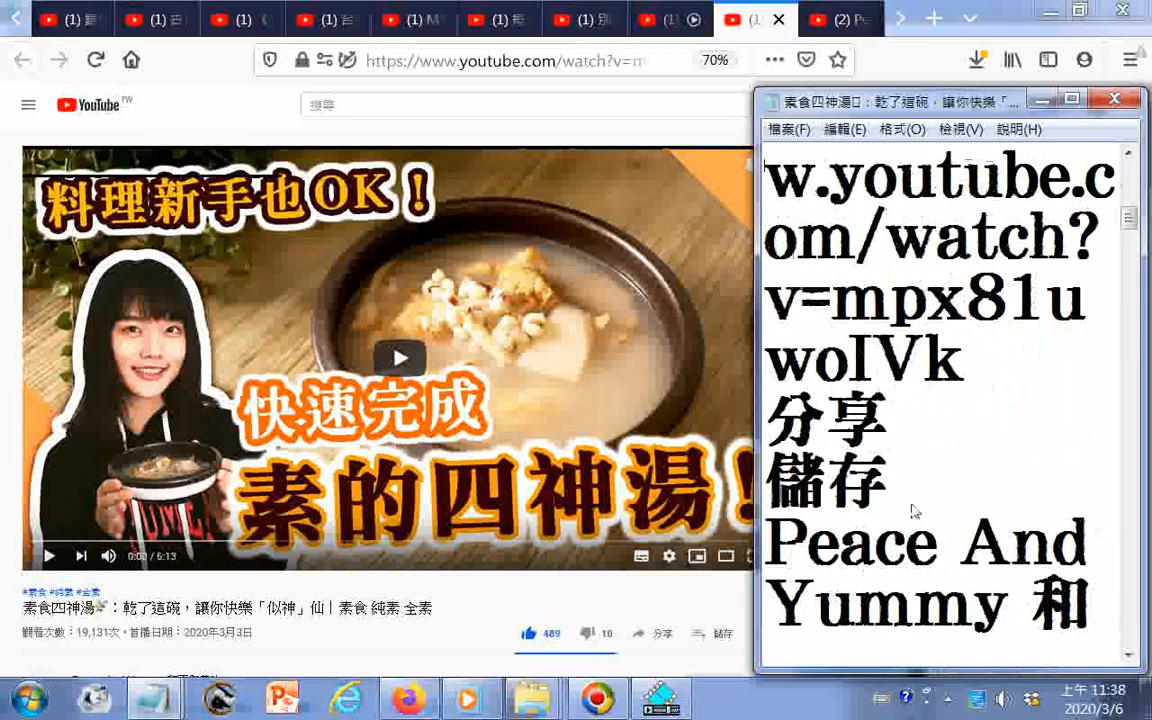 (1)
(1) 古
(1) 《
(1)
(1) M
(1)
(1) 別
(1)
(1)
(2) Pe
https://www.youtube.com/watch?v=m
70%
YouTube TW
搜尋
料理新手也OK！
快速完成
素的四神湯！
0:00 / 6:13
#素食 #純素 #全素
素食四神湯🌿：乾了這碗，讓你快樂「似神」仙｜素食 純素 全素
觀看次數：19,131次 • 首播日期：2020年3月3日
489
10
分享
儲存
素食四神湯：乾了這碗，讓你快樂「...
檔案(F) 編輯(E) 格式(O) 檢視(V) 說明(H)
w.youtube.c
om/watch?
v=mpx81u
woIVk
分享
儲存
Peace And
Yummy 和
上午 11:38
2020/3/6